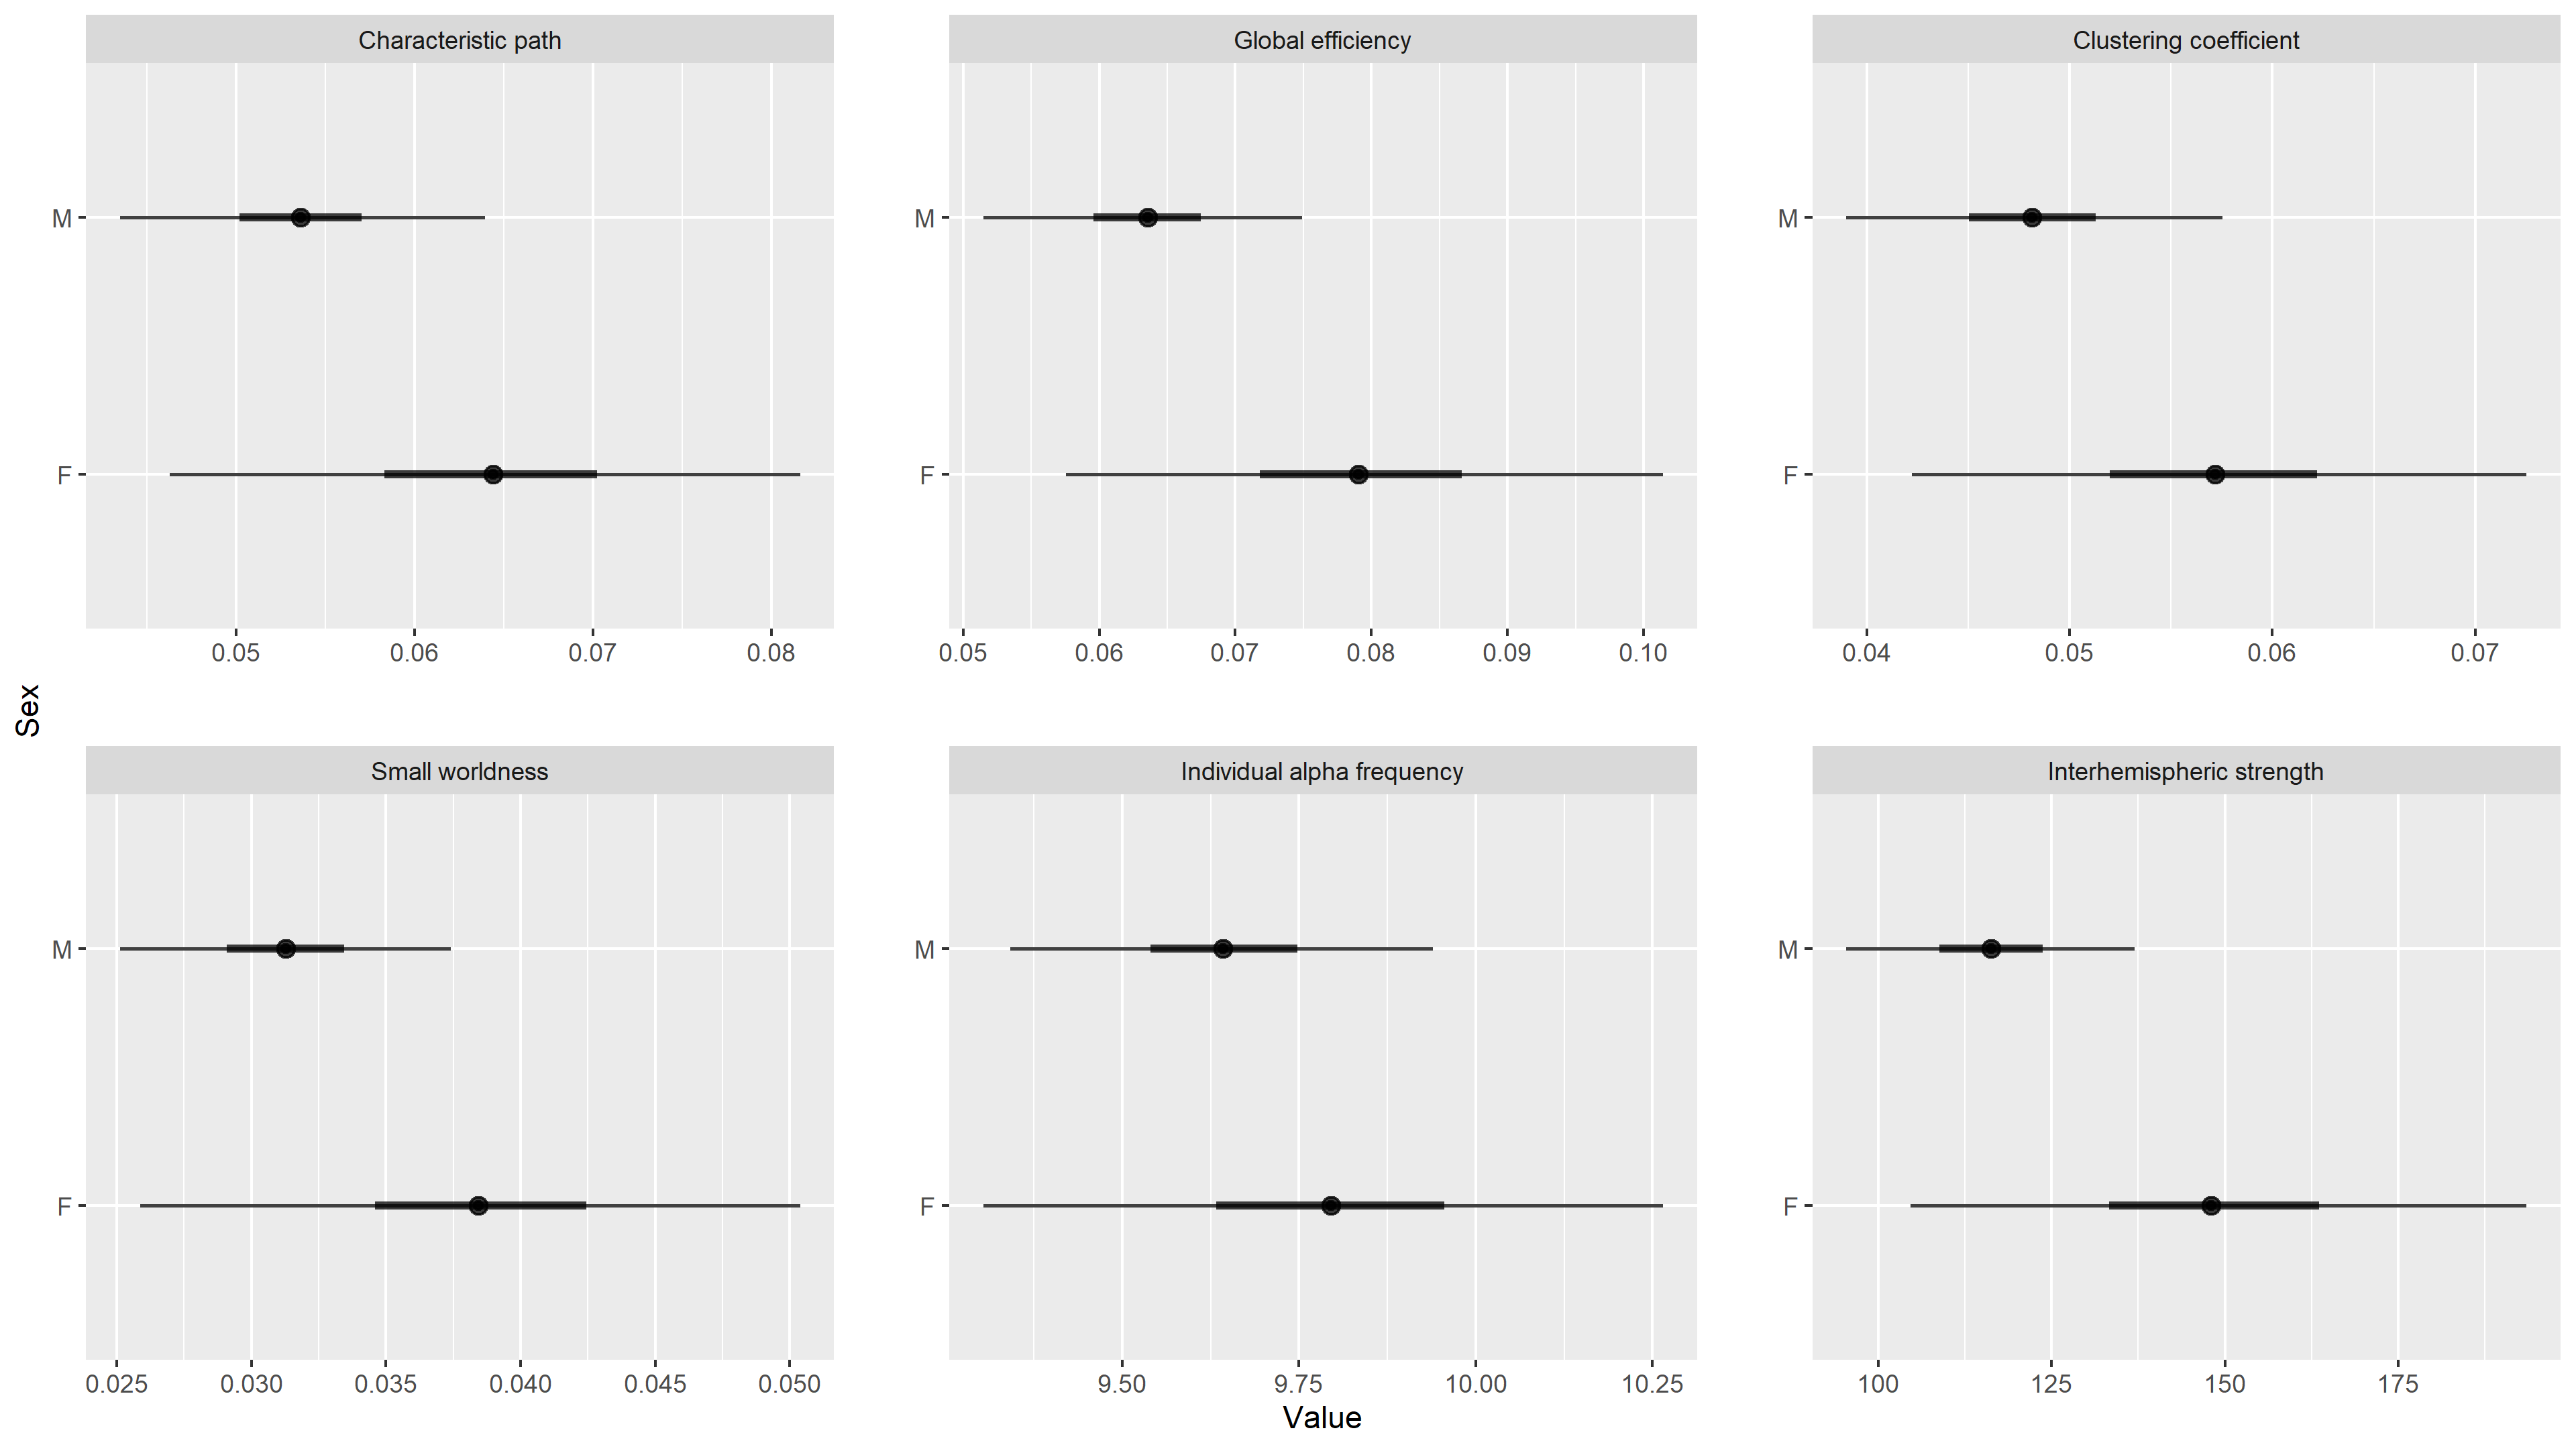 Characteristic path
Global efficiency
Clustering coefficient
M
M
M
F
F
F
0.05 0.06 0.07 0.08
0.05 0.06 0.07 0.08 0.09 0.10
0.04 0.05 0.06 0.07
Sex
Small worldness
Individual alpha frequency
Interhemispheric strength
M
M
M
F
F
F
0.025 0.030 0.035 0.040 0.045 0.050
9.50 9.75 10.00 10.25
100 125 150 175
Value